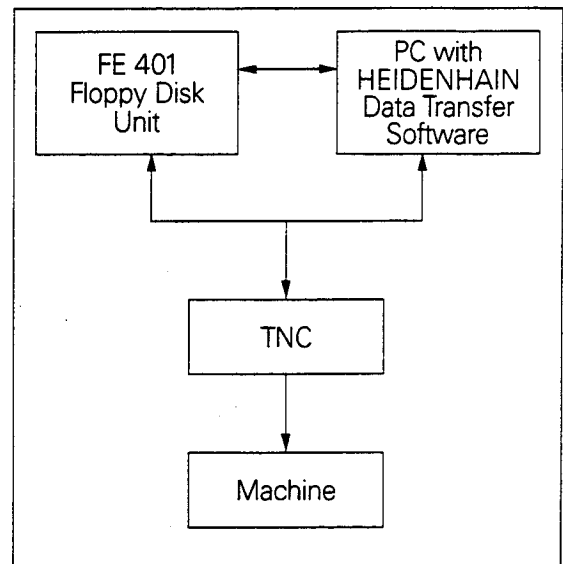 FE 401
Floppy Disk
Unit
PC with
HEIDENHAIN
Data Transfer
Software
TNC
Machine